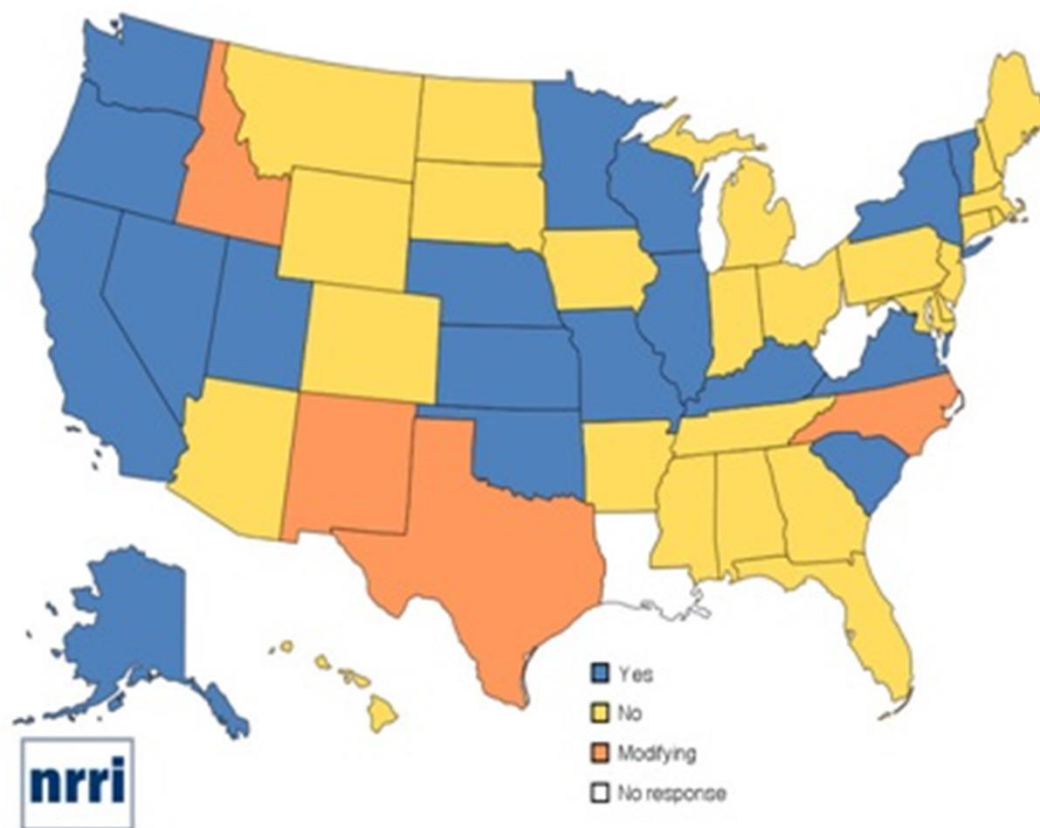 Yes
No
Modifying
No response
nrri